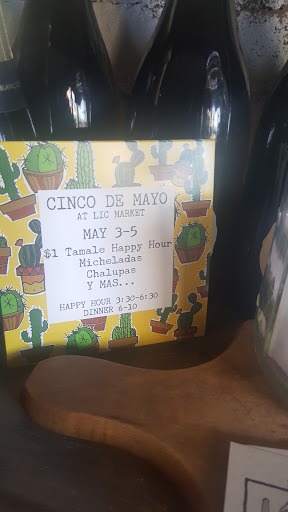 CINCO DE MAYO
AT LIC MARKET
MAY 3-5
$1 Tamale Happy Hour
Micheladas
Chalupas
Y MAS...
HAPPY HOUR 3:30-6:30
DINNER 6-10